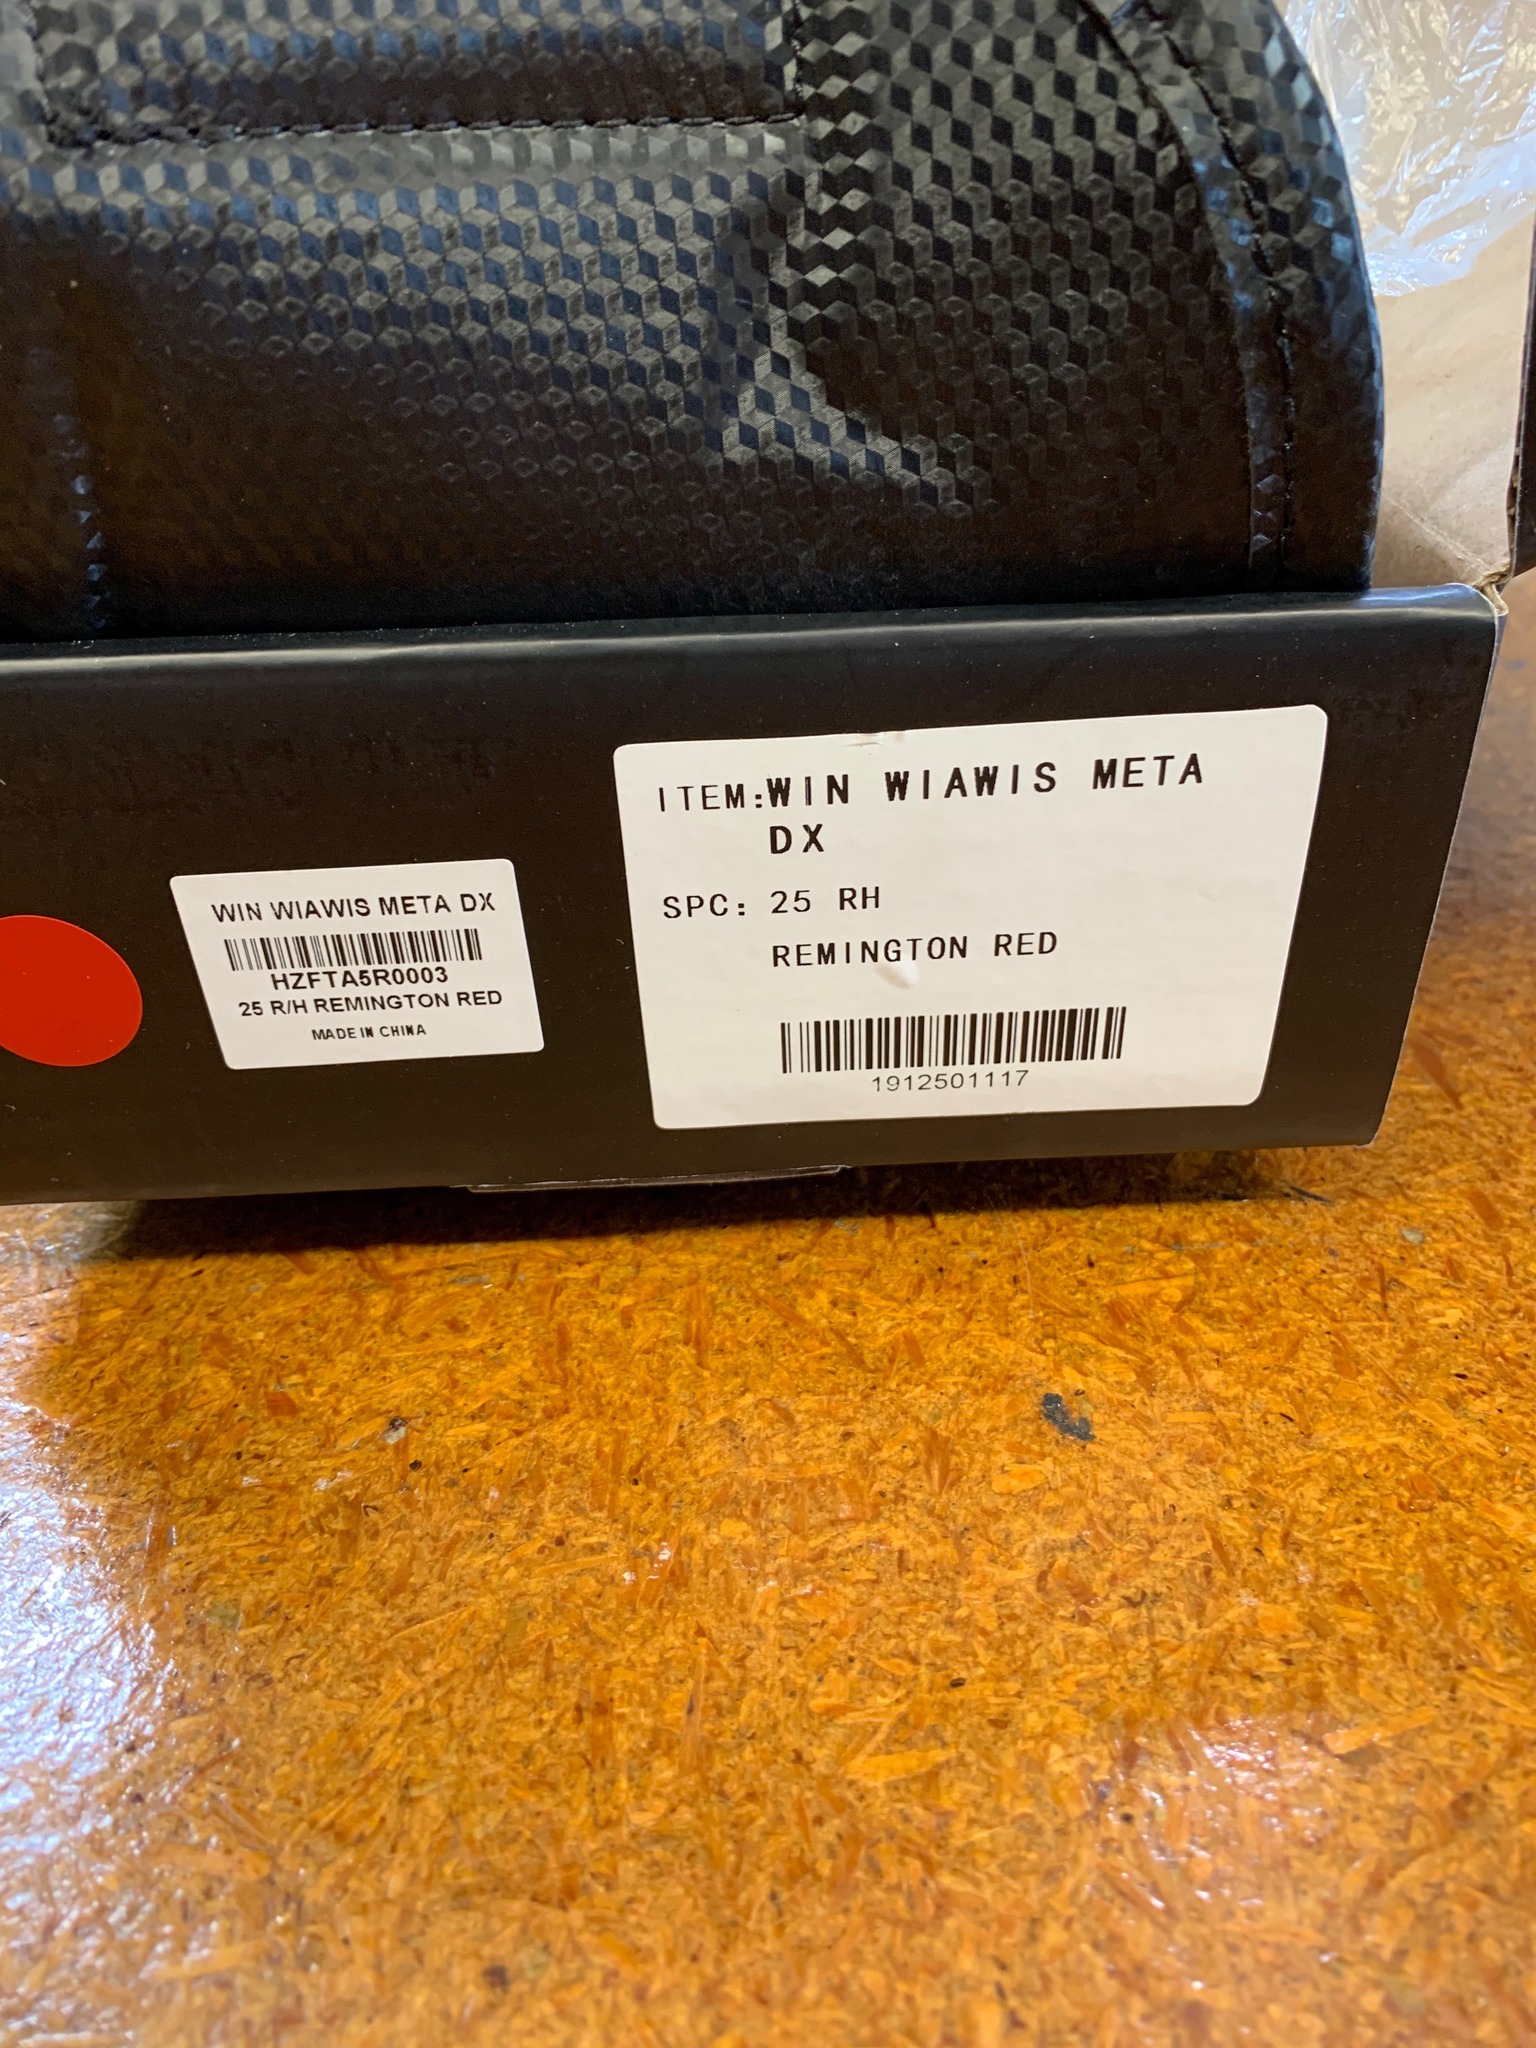 WIN WIAWIS META DX
HZFTA5R0003
25 R/H REMINGTON RED
MADE IN CHINA
ITEM:WIN WIAWIS META
DX
SPC: 25 RH
REMINGTON RED
1912501117